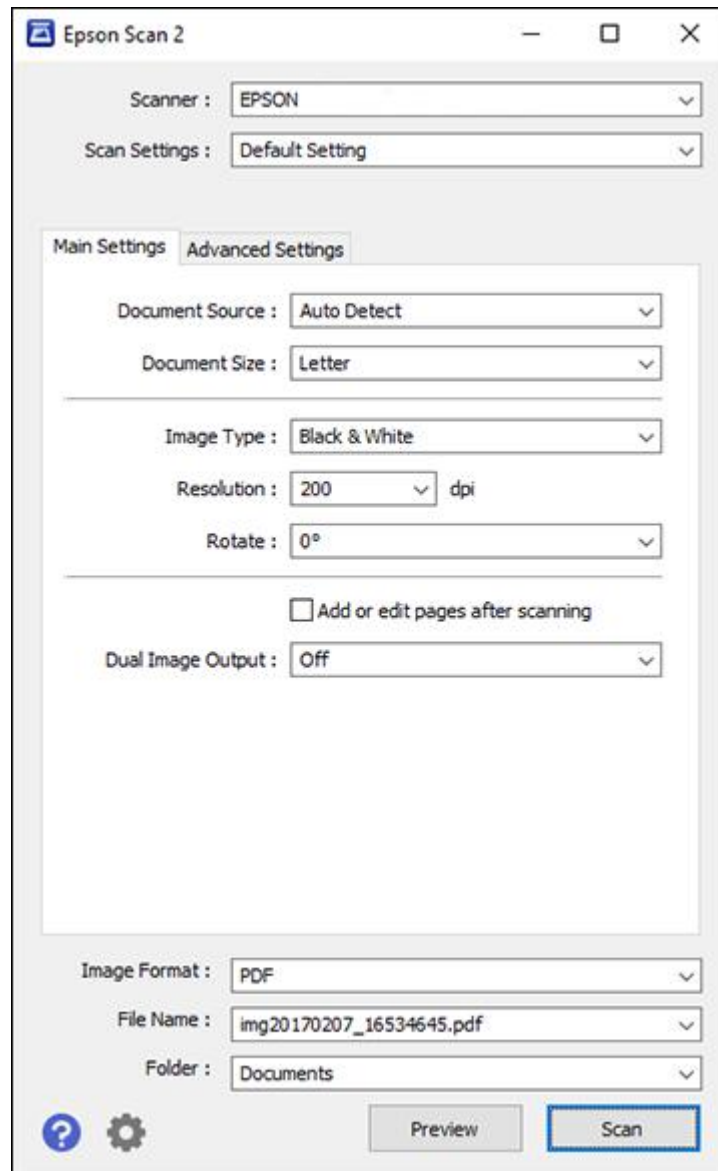 Epson Scan 2
Scanner : EPSON
Scan Settings : Default Setting
Main Settings Advanced Settings
Document Source : Auto Detect
Document Size : Letter
Image Type : Black & White
Resolution : 200 dpi
Rotate : 0°
Add or edit pages after scanning
Dual Image Output : Off
Image Format : PDF
File Name : img20170207_16534645.pdf
Folder : Documents
? Preview Scan